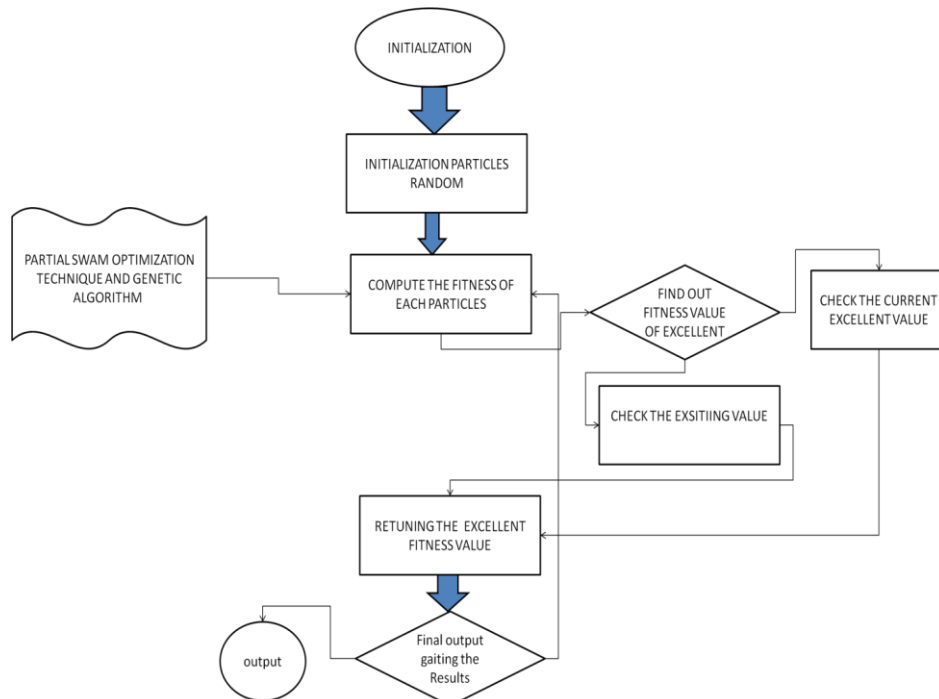 INITIALIZATION
INITIALIZATION PARTICLES
RANDOM
PARTIAL SWAM OPTIMIZATION
TECHNIQUE AND GENETIC
ALGORITHM
COMPUTE THE FITNESS OF
EACH PARTICLES
FIND OUT
FITNESS VALUE
OF EXCELLENT
CHECK THE CURRENT
EXCELLENT VALUE
CHECK THE EXSITIING VALUE
RETUNING THE EXCELLENT
FITNESS VALUE
Final output
gaiting the
Results
output